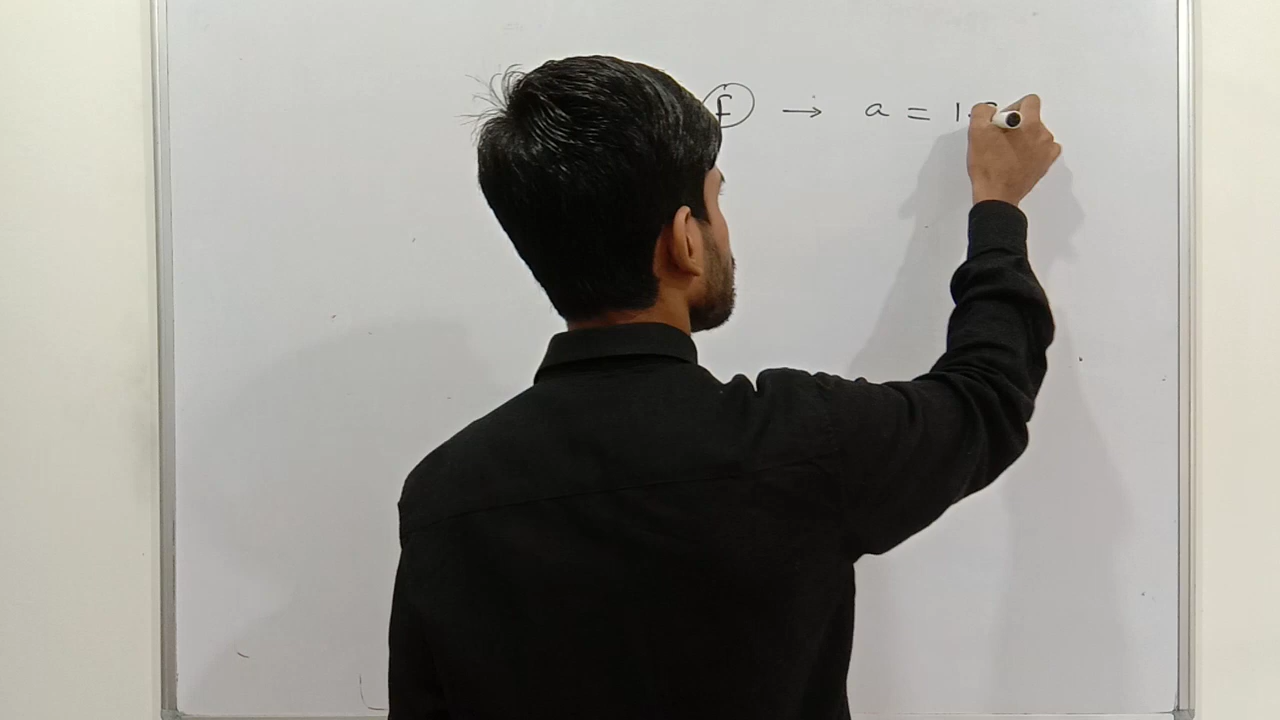 f → a = 1.